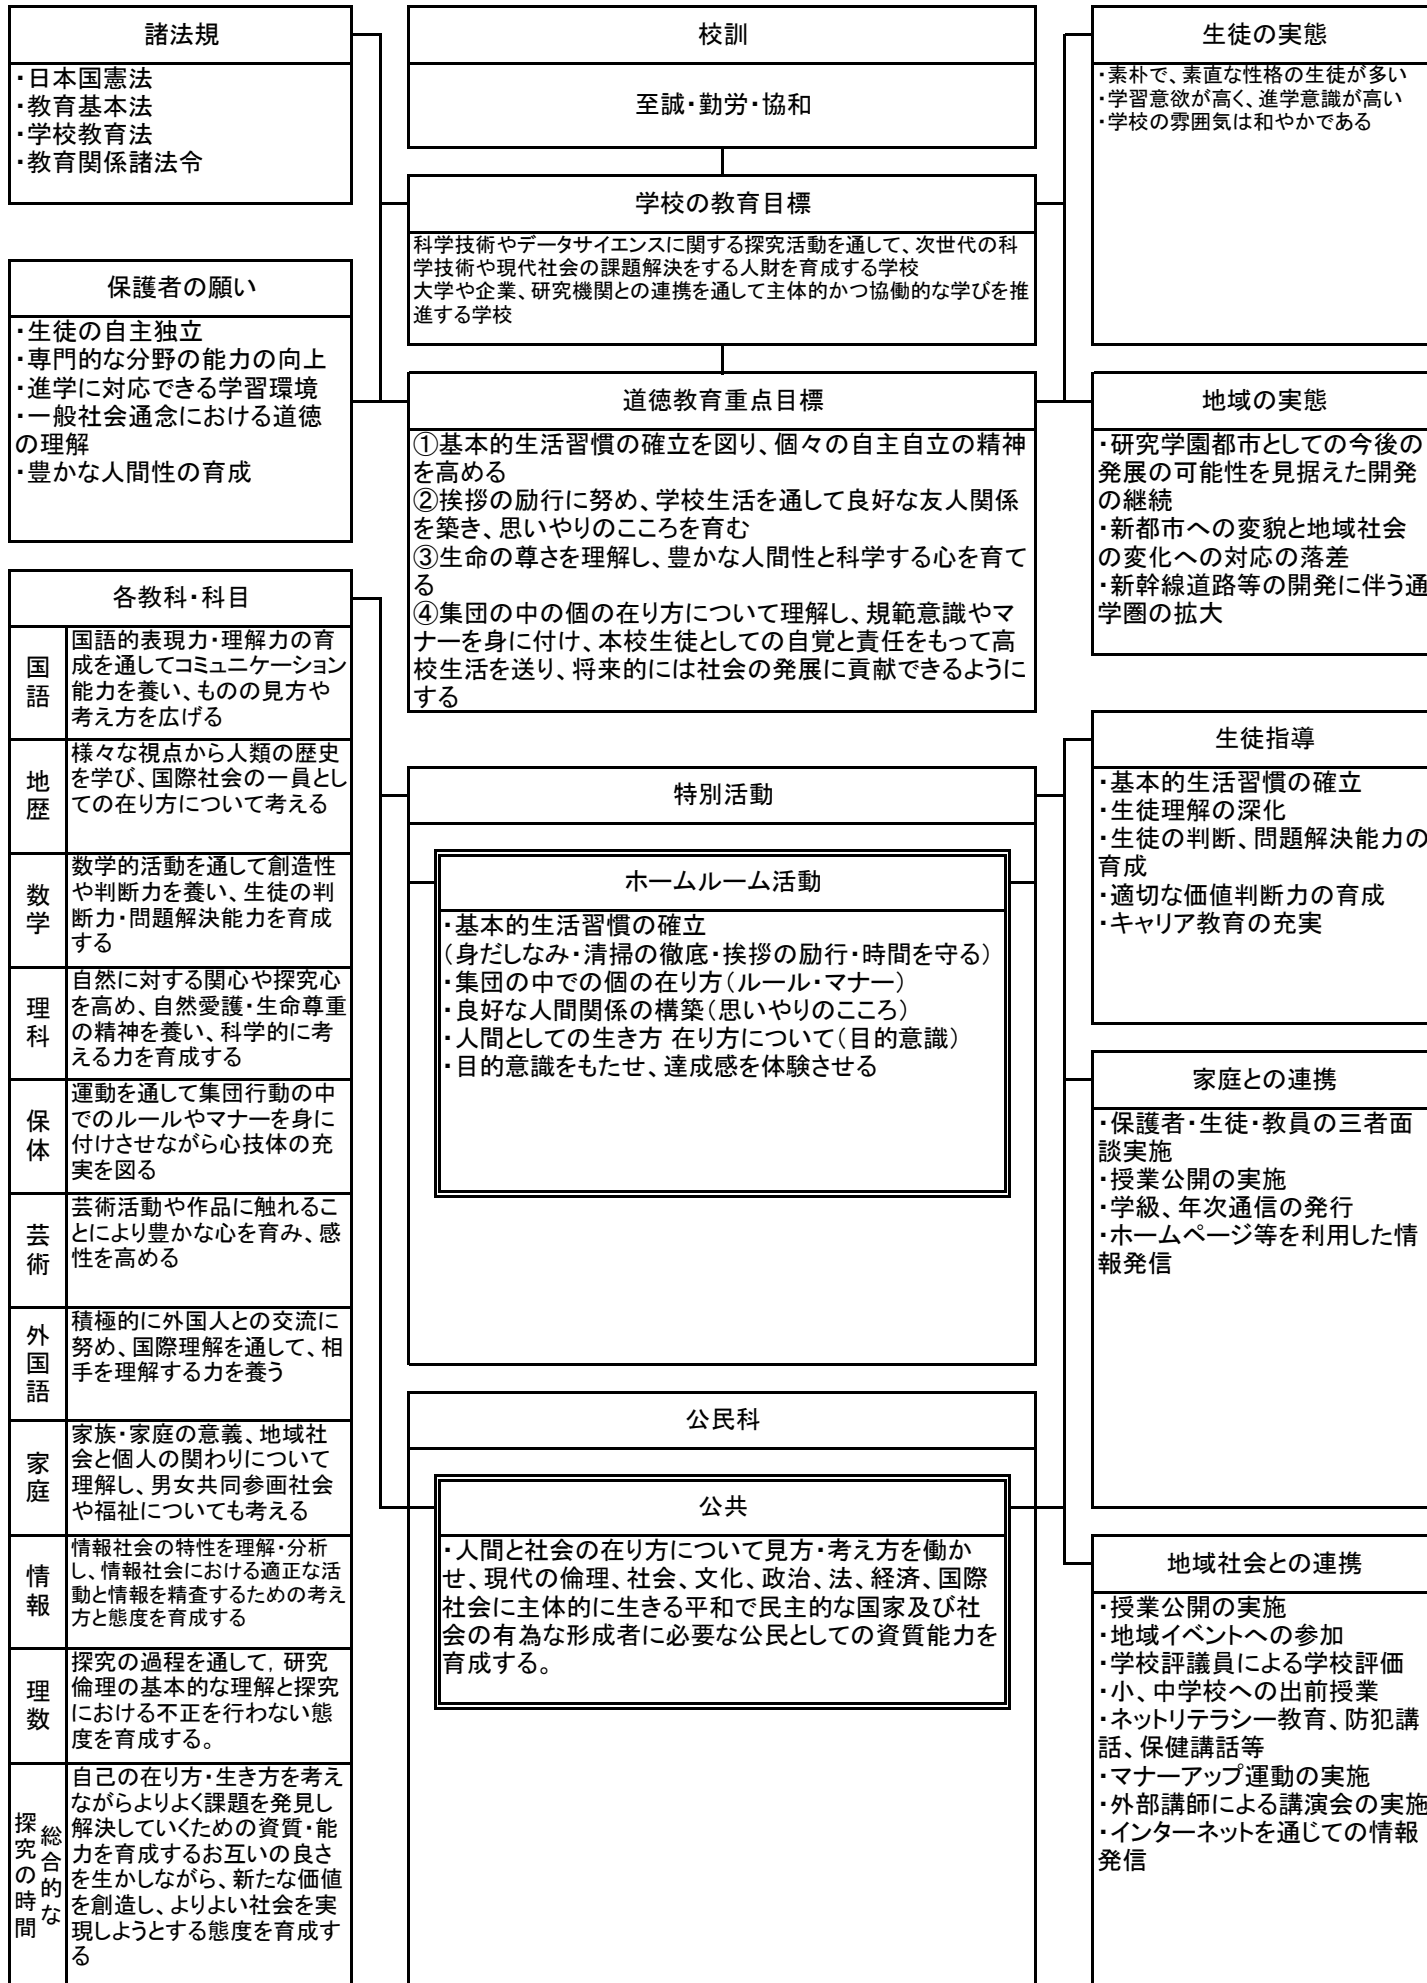 諸法規
・日本国憲法
・教育基本法
・学校教育法
・教育関係諸法令
保護者の願い
・生徒の自主独立
・専門的な分野の能力の向上
・進学に対応できる学習環境
・一般社会通念における道徳
の理解
・豊かな人間性の育成
各教科・科目
国語
国語的表現力・理解力の育
成を通してコミュニケーション
能力を養い、ものの見方や
考え方を広げる
地歴
様々な視点から人類の歴史
を学び、国際社会の一員とし
ての在り方について考える
数学
数学的活動を通して創造性
や判断力を養い、生徒の判
断力・問題解決能力を育成
する
理科
自然に対する関心や探究心
を高め、自然愛護・生命尊重
の精神を養い、科学的に考
える力を育成する
保体
運動を通して集団行動の中
でのルールやマナーを身に
付けさせながら心技体の充
実を図る
芸術
芸術活動や作品に触れるこ
とにより豊かな心を育み、感
性を高める
外国語
積極的に外国人との交流に
努め、国際理解を通して、相
手を理解する力を養う
家庭
家族・家庭の意義、地域社
会と個人の関わりについて
理解し、男女共同参画社会
や福祉についても考える
情報
情報社会の特性を理解・分析
し、情報社会における適正な活
動と情報を精査するための考え
方と態度を育成する
理数
探究の過程を通して，研究
倫理の基本的な理解と探究
における不正を行わない態
度を育成する。
総合的な
探究の時間
自己の在り方・生き方を考え
ながらよりよく課題を発見し
解決していくための資質・能
力を育成するお互いの良さ
を生かしながら、新たな価値
を創造し、よりよい社会を実
現しようとする態度を育成す
る
校訓
至誠・勤労・協和
学校の教育目標
科学技術やデータサイエンスに関する探究活動を通して、次世代の科
学技術や現代社会の課題解決をする人財を育成する学校
大学や企業、研究機関との連携を通して主体的かつ協働的な学びを推
進する学校
道徳教育重点目標
①基本的生活習慣の確立を図り、個々の自主自立の精神
を高める
②挨拶の励行に努め、学校生活を通して良好な友人関係
を築き、思いやりのこころを育む
③生命の尊さを理解し、豊かな人間性と科学する心を育て
る
④集団の中の個の在り方について理解し、規範意識やマ
ナーを身に付け、本校生徒としての自覚と責任をもって高
校生活を送り、将来的には社会の発展に貢献できるように
する
特別活動
ホームルーム活動
・基本的生活習慣の確立
（身だしなみ・清掃の徹底・挨拶の励行・時間を守る）
・集団の中での個の在り方（ルール・マナー）
・良好な人間関係の構築（思いやりのこころ）
・人間としての生き方 在り方について（目的意識）
・目的意識をもたせ、達成感を体験させる
公民科
公共
・人間と社会の在り方について見方・考え方を働か
せ、現代の倫理、社会、文化、政治、法、経済、国際
社会に主体的に生きる平和で民主的な国家及び社
会の有為な形成者に必要な公民としての資質能力を
育成する。
生徒の実態
・素朴で、素直な性格の生徒が多い
・学習意欲が高く、進学意識が高い
・学校の雰囲気は和やかである
地域の実態
・研究学園都市としての今後の
発展の可能性を見据えた開発
の継続
・新都市への変貌と地域社会
の変化への対応の落差
・新幹線道路等の開発に伴う通
学圏の拡大
生徒指導
・基本的生活習慣の確立
・生徒理解の深化
・生徒の判断、問題解決能力の
育成
・適切な価値判断力の育成
・キャリア教育の充実
家庭との連携
・保護者・生徒・教員の三者面
談実施
・授業公開の実施
・学級、年次通信の発行
・ホームページ等を利用した情
報発信
地域社会との連携
・授業公開の実施
・地域イベントへの参加
・学校評議員による学校評価
・小、中学校への出前授業
・ネットリテラシー教育、防犯講
話、保健講話等
・マナーアップ運動の実施
・外部講師による講演会の実施
・インターネットを通じての情報
発信